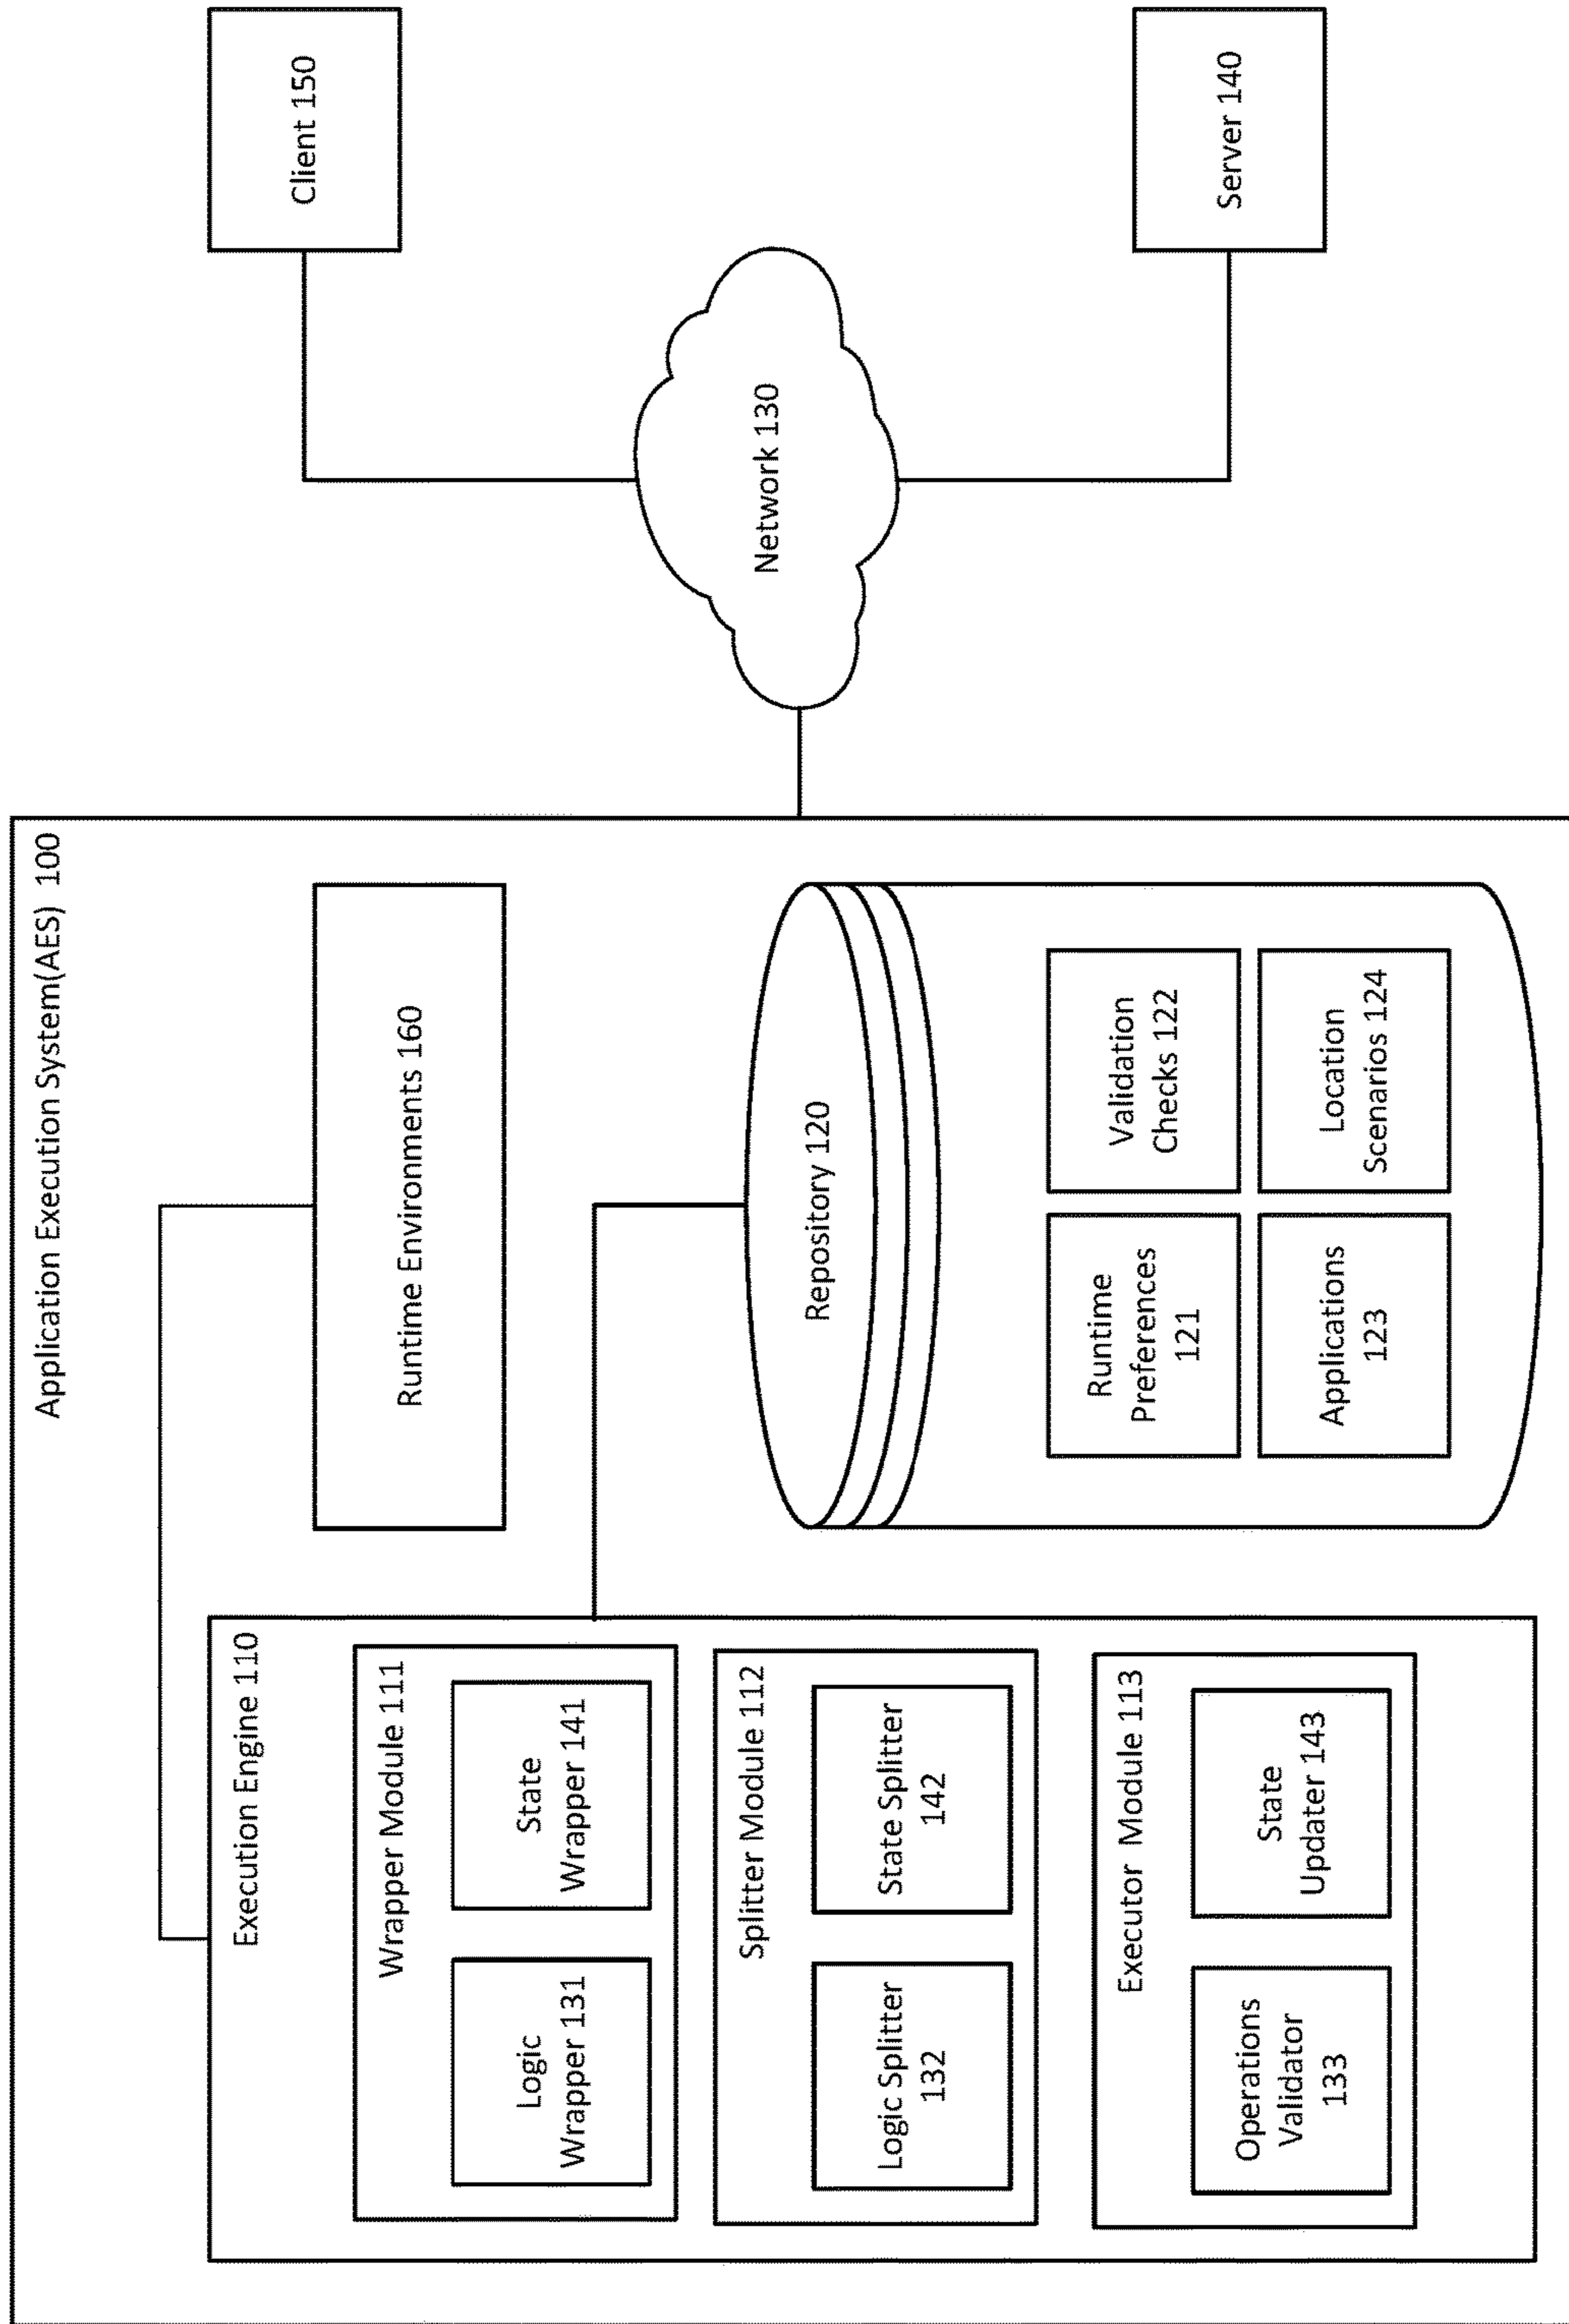 Application Execution System(AES) 100
Execution Engine 110
Wrapper Module 111
Logic
Wrapper 131
State
Wrapper 141
Splitter Module 112
Logic Splitter
132
State Splitter
142
Executor Module 113
Operations
Validator
133
State
Updater 143
Runtime Environments 160
Repository 120
Runtime
Preferences
121
Validation
Checks 122
Applications
123
Location
Scenarios 124
Network 130
Client 150
Server 140